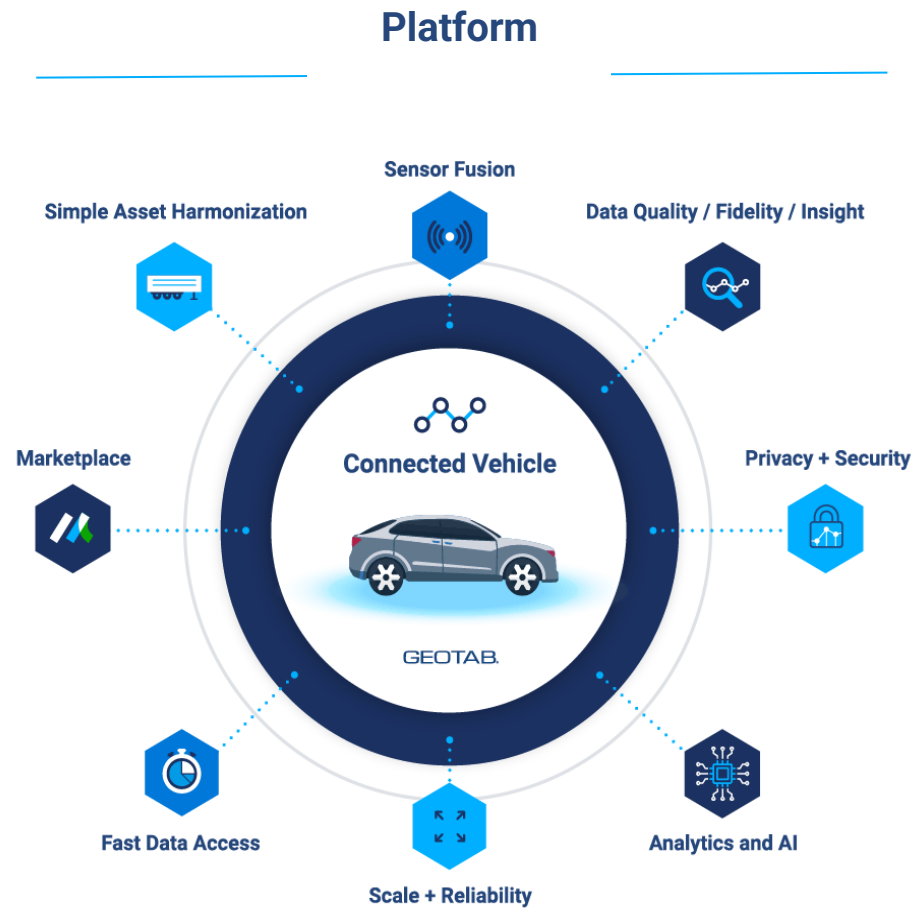 Platform
Sensor Fusion
Simple Asset Harmonization
Data Quality / Fidelity / Insight
Connected Vehicle
Marketplace
Privacy + Security
GEOTAB.
Fast Data Access
Analytics and AI
Scale + Reliability